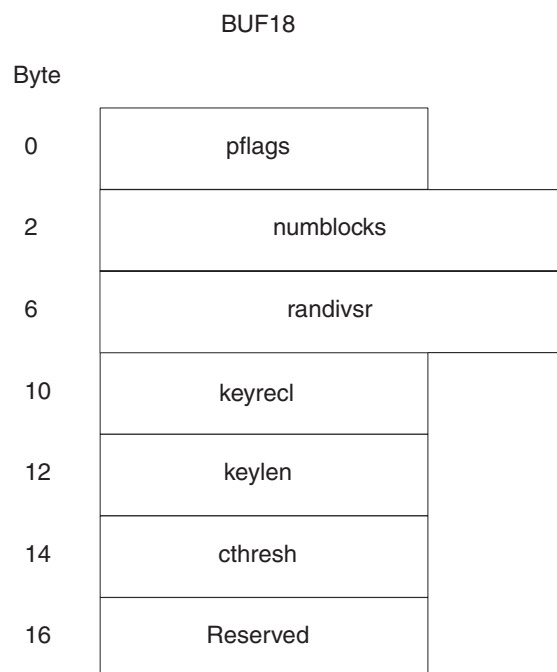 BUF18
Byte
0 pflags
2 numblocks
6 randivsr
10 keyrecl
12 keylen
14 cthresh
16 Reserved